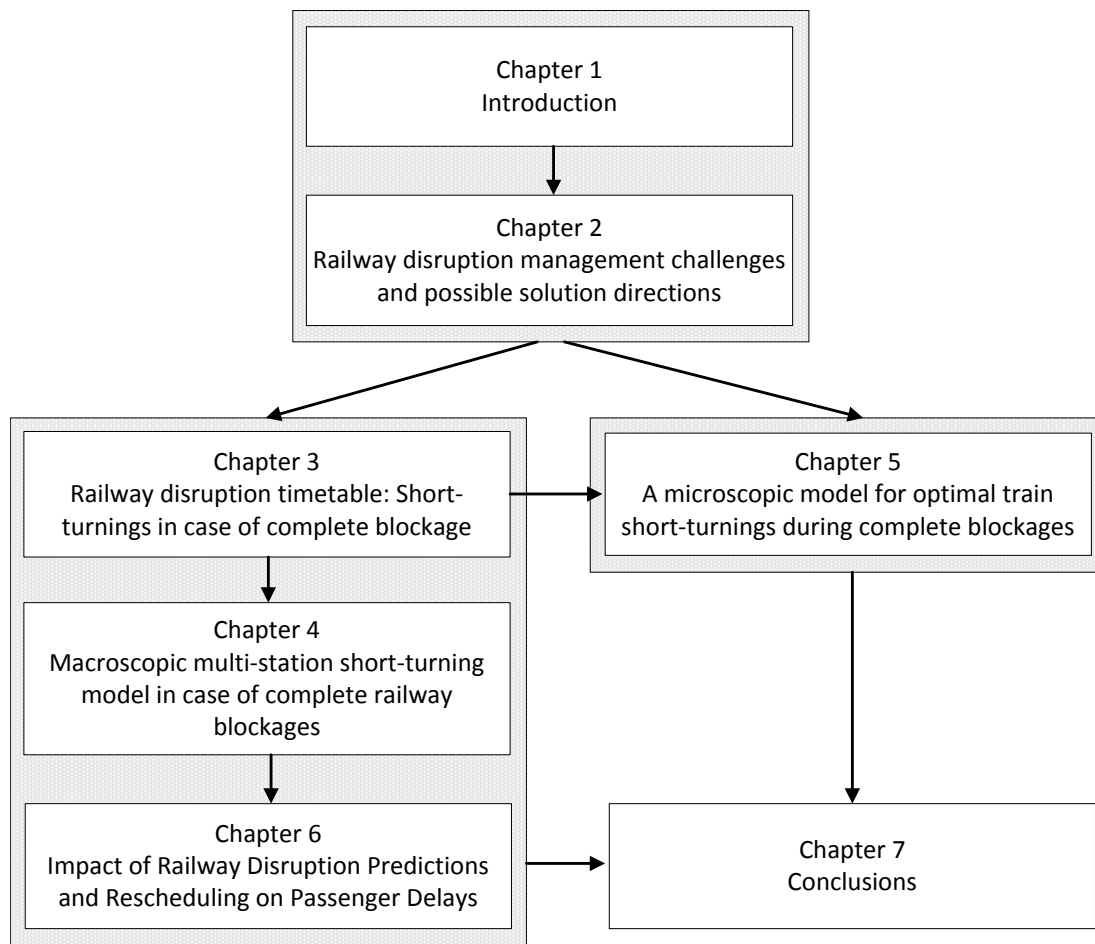 Chapter 1
Introduction
Chapter 2
Railway disruption management challenges
and possible solution directions
Chapter 3
Railway disruption timetable: Short-
turnings in case of complete blockage
Chapter 5
A microscopic model for optimal train
short-turnings during complete blockages
Chapter 4
Macroscopic multi-station short-turning
model in case of complete railway
blockages
Chapter 6
Impact of Railway Disruption Predictions
and Rescheduling on Passenger Delays
Chapter 7
Conclusions